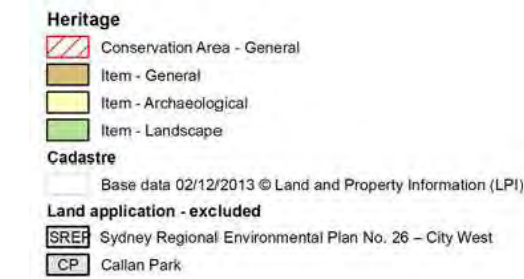 Heritage
Conservation Area - General
Item - General
Item - Archaeological
Item - Landscape
Cadastre
Base data 02/12/2013 © Land and Property Information (LPI)
Land application - excluded
SREP Sydney Regional Environmental Plan No. 26 – City West
CP Callan Park